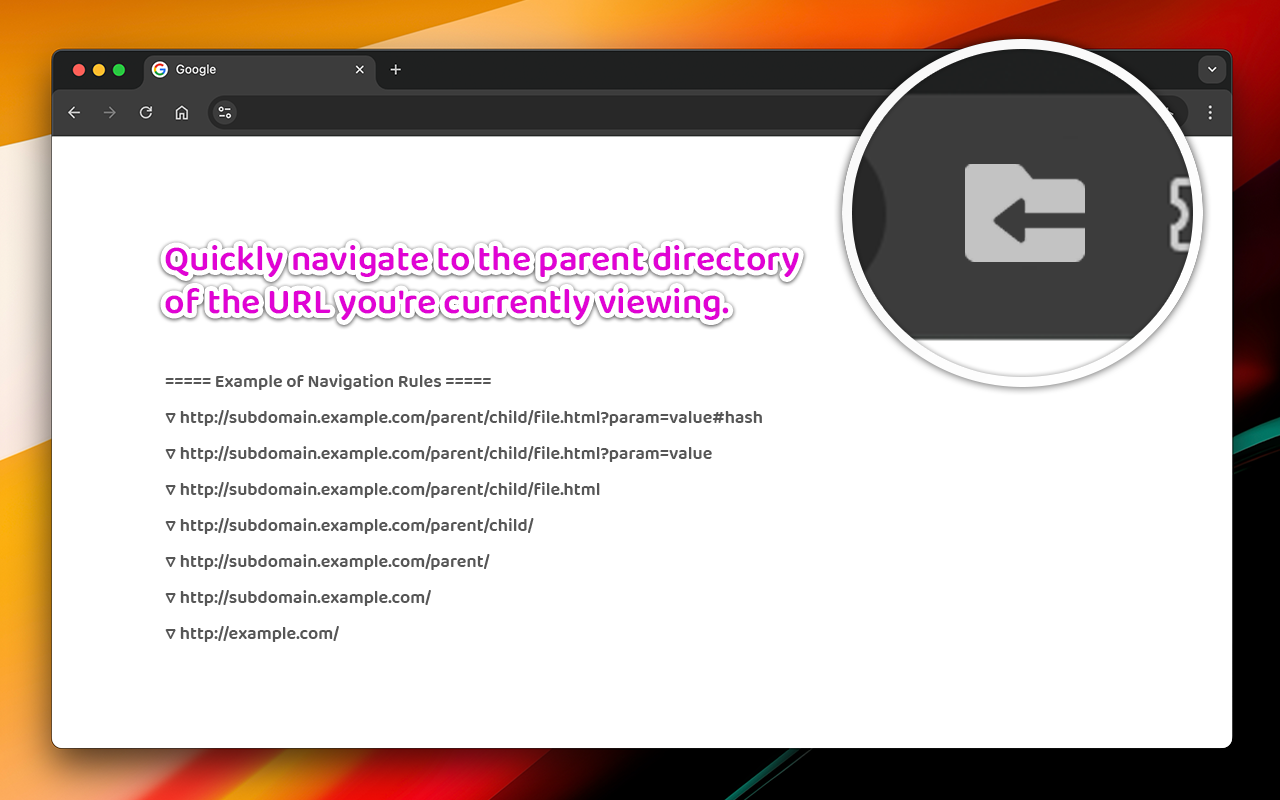 Google
Quickly navigate to the parent directory
of the URL you're currently viewing.
===== Example of Navigation Rules =====
▽ http://subdomain.example.com/parent/child/file.html?param=value#hash
▽ http://subdomain.example.com/parent/child/file.html?param=value
▽ http://subdomain.example.com/parent/child/file.html
▽ http://subdomain.example.com/parent/child/
▽ http://subdomain.example.com/parent/
▽ http://subdomain.example.com/
▽ http://example.com/